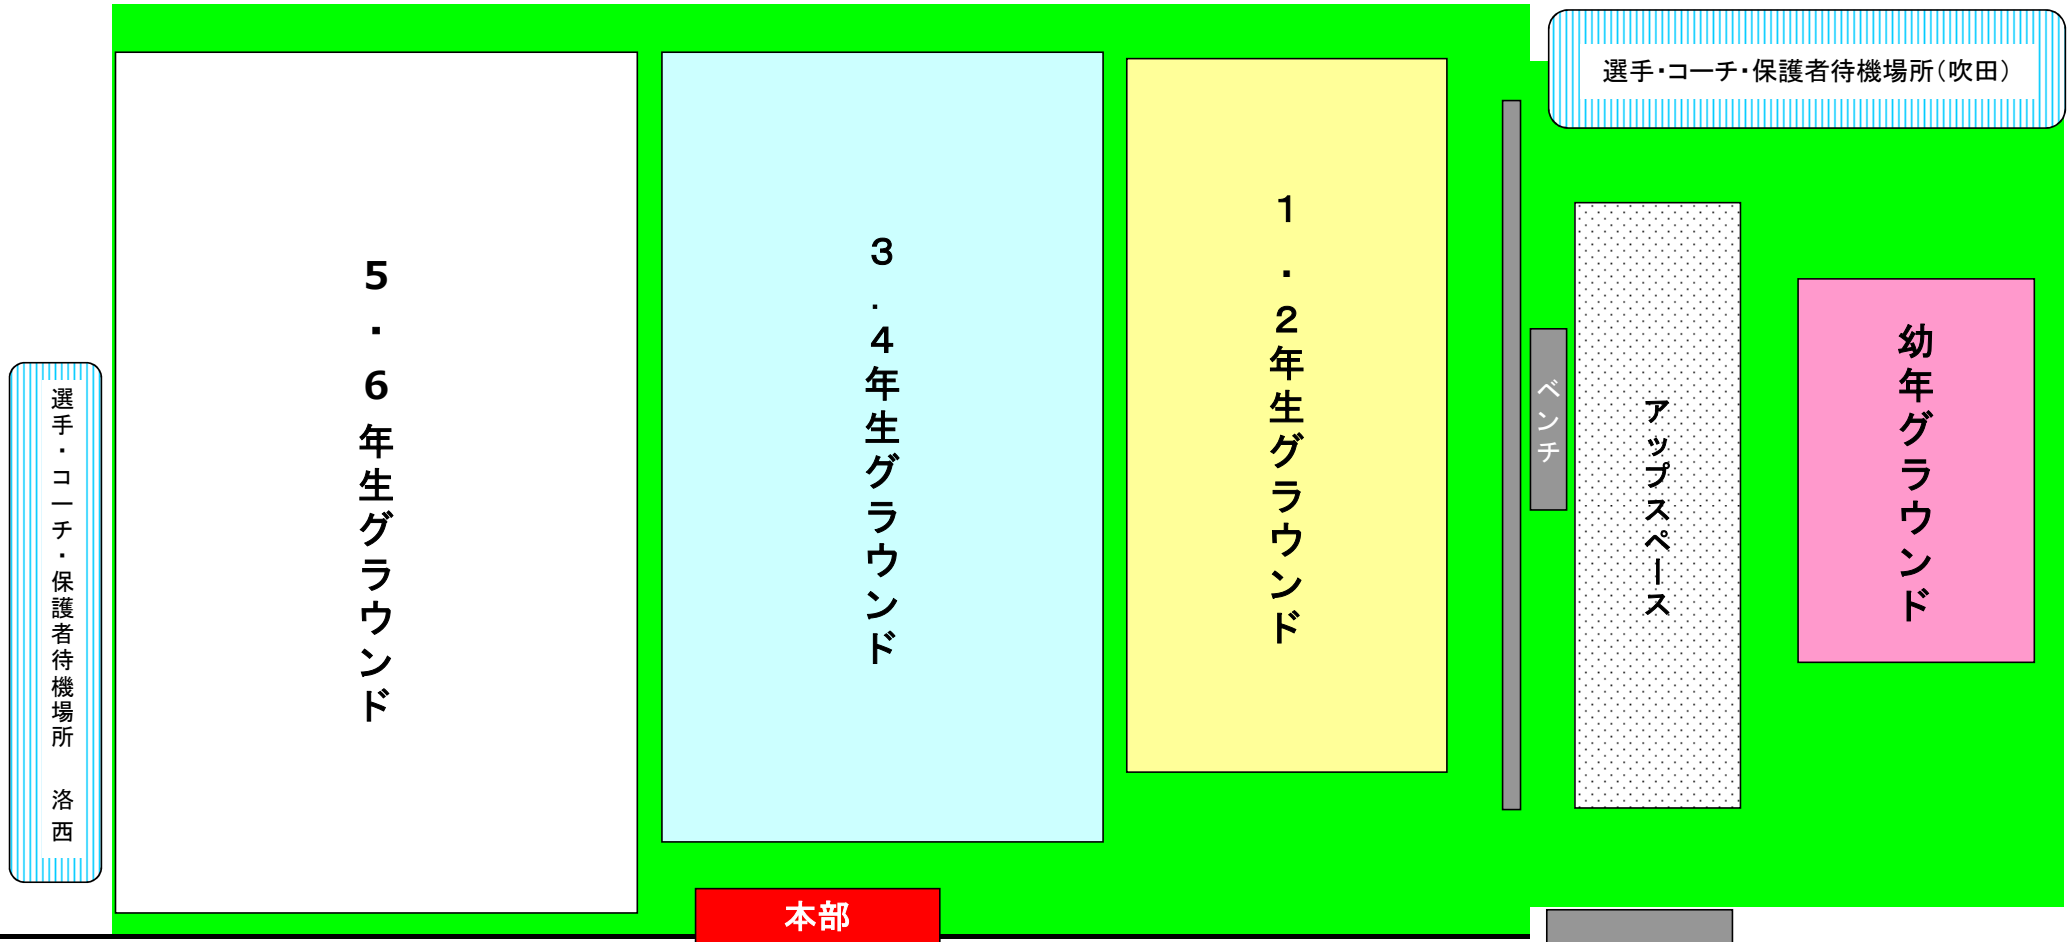 選手・コーチ・保護者待機場所（吹田）
5．6年生グラウンド
３．４年生グラウンド
１．２年生グラウンド
ベンチ
アップスペース
幼年グラウンド
選手・コーチ・保護者待機場所　洛西
本部